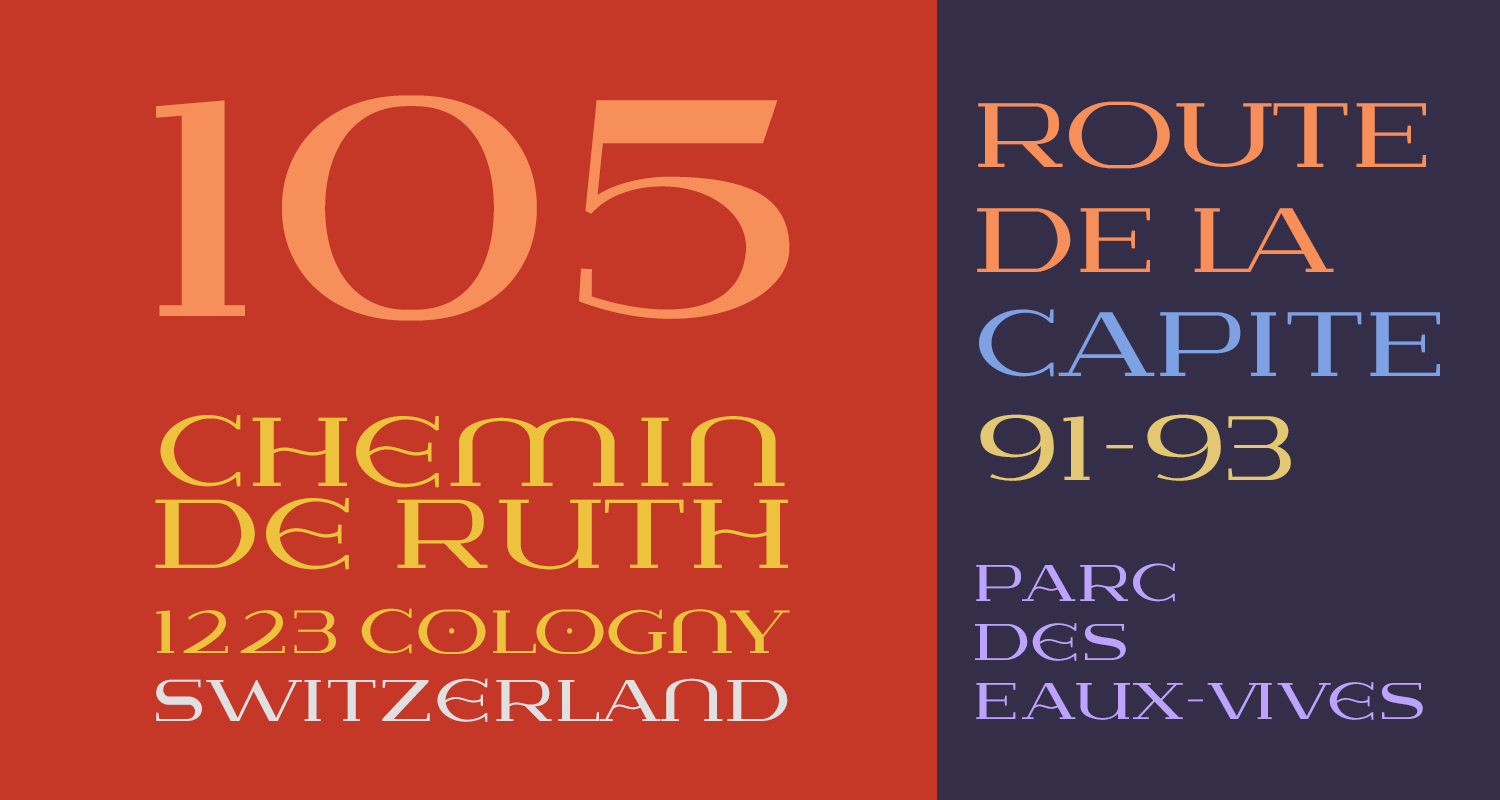 105
CHEMIN
DE RUTH
1223 COLOGNY
SWITZERLAND
ROUTE
DE LA
CAPITE
91-93
PARC
DES
EAUX-VIVES